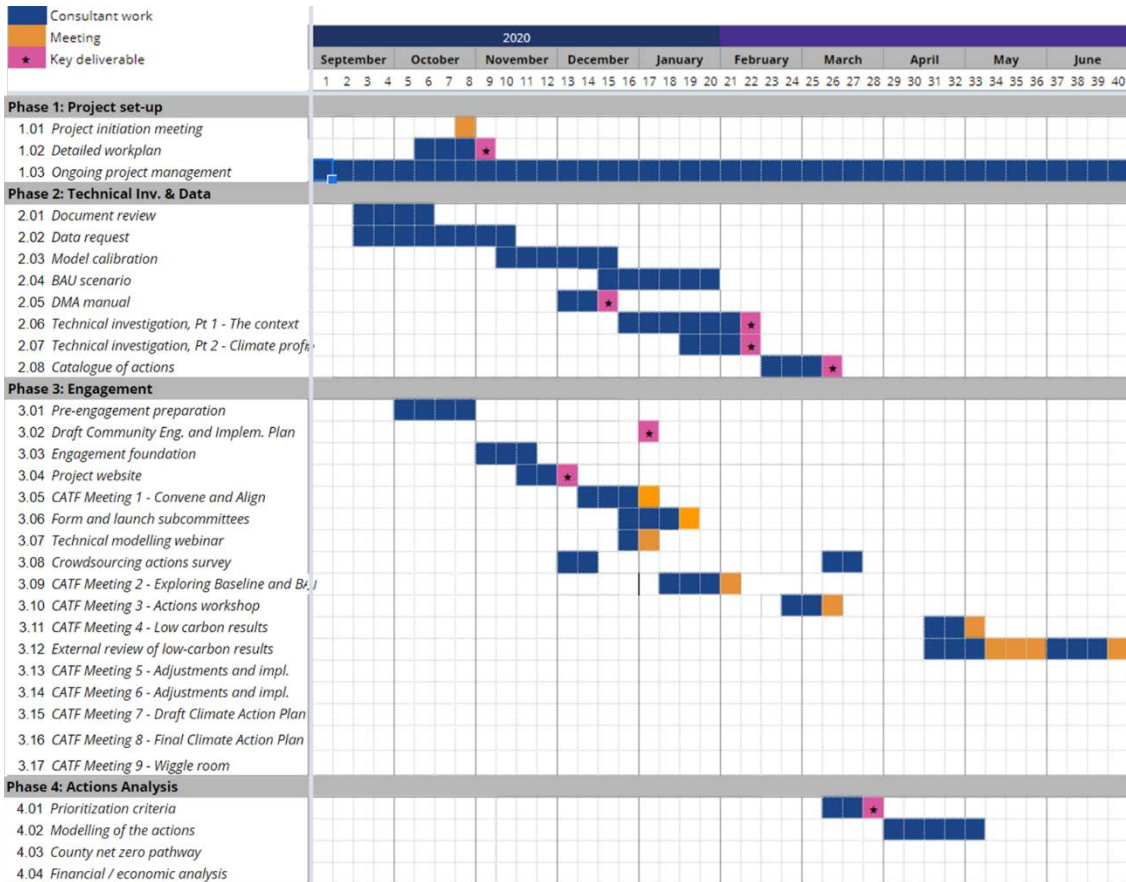 Consultant work
Meeting
★ Key deliverable
2020
September October November December January February March April May June
1 2 3 4 5 6 7 8 9 10 11 12 13 14 15 16 17 18 19 20 21 22 23 24 25 26 27 28 29 30 31 32 33 34 35 36 37 38 39 40
Phase 1: Project set-up
1.01 Project initiation meeting
1.02 Detailed workplan
1.03 Ongoing project management
Phase 2: Technical Inv. & Data
2.01 Document review
2.02 Data request
2.03 Model calibration
2.04 BAU scenario
2.05 DMA manual
2.06 Technical investigation, Pt 1 - The context
2.07 Technical investigation, Pt 2 - Climate
2.08 Catalogue of actions
Phase 3: Engagement
3.01 Pre-engagement preparation
3.02 Draft Community Eng. and Implem. Plan
3.03 Engagement foundation
3.04 Project website
3.05 CATF Meeting 1 - Convene and Align
3.06 Form and launch subcommittees
3.07 Technical modelling webinar
3.08 Crowdsourcing actions survey
3.09 CATF Meeting 2 - Exploring Baseline and
3.10 CATF Meeting 3 - Actions workshop
3.11 CATF Meeting 4 - Low carbon results
3.12 External review of low-carbon results
3.13 CATF Meeting 5 - Adjustments and impl.
3.14 CATF Meeting 6 - Adjustments and impl.
3.15 CATF Meeting 7 - Draft Climate Action Plan
3.16 CATF Meeting 8 - Final Climate Action Plan
3.17 CATF Meeting 9 - Wiggle room
Phase 4: Actions Analysis
4.01 Prioritization criteria
4.02 Modelling of the actions
4.03 County net zero pathway
4.04 Financial / economic analysis